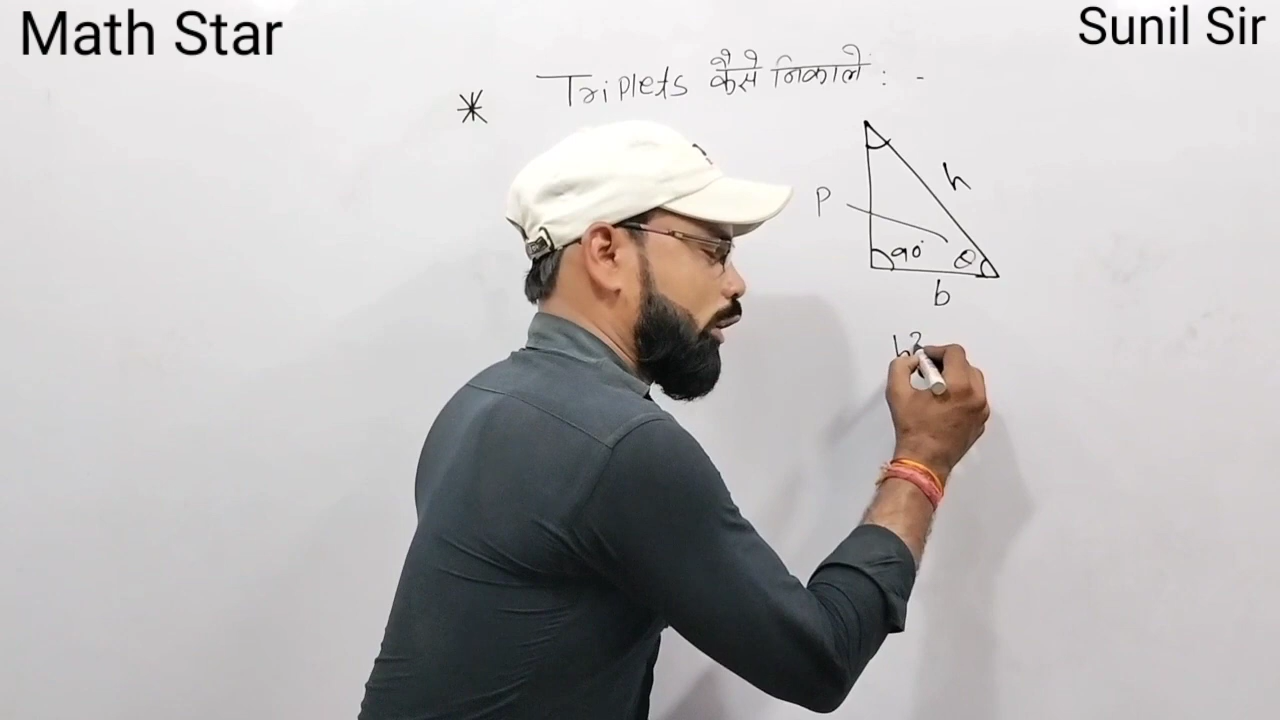 Math Star
Sunil Sir
* Triplets कैसे निकाले : -
h
P
90°
θ
b
h²